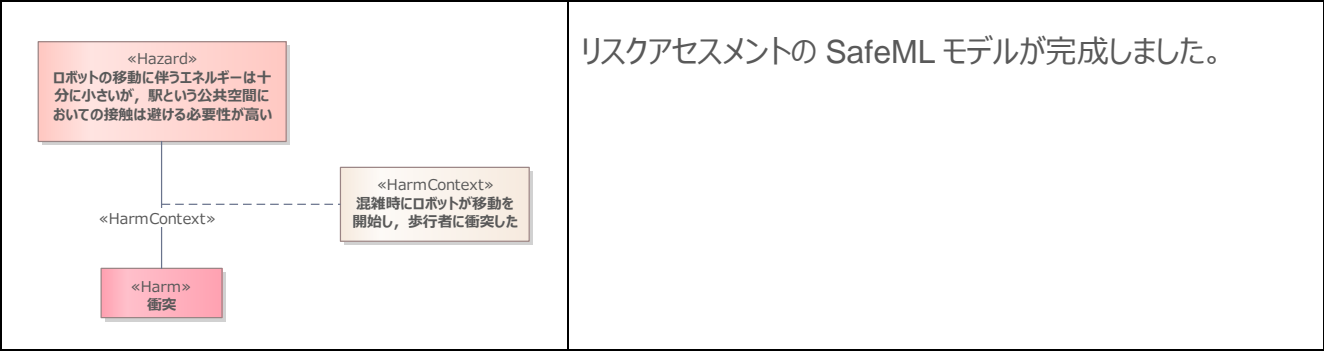 «Hazard»
ロボットの移動に伴うエネルギーは十
分に小さいが，駅という公共空間に
おいての接触は避ける必要性が高い
«HarmContext»
混雑時にロボットが移動を
開始し，歩行者に衝突した
«HarmContext»
«Harm»
衝突
リスクアセスメントの SafeML モデルが完成しました。